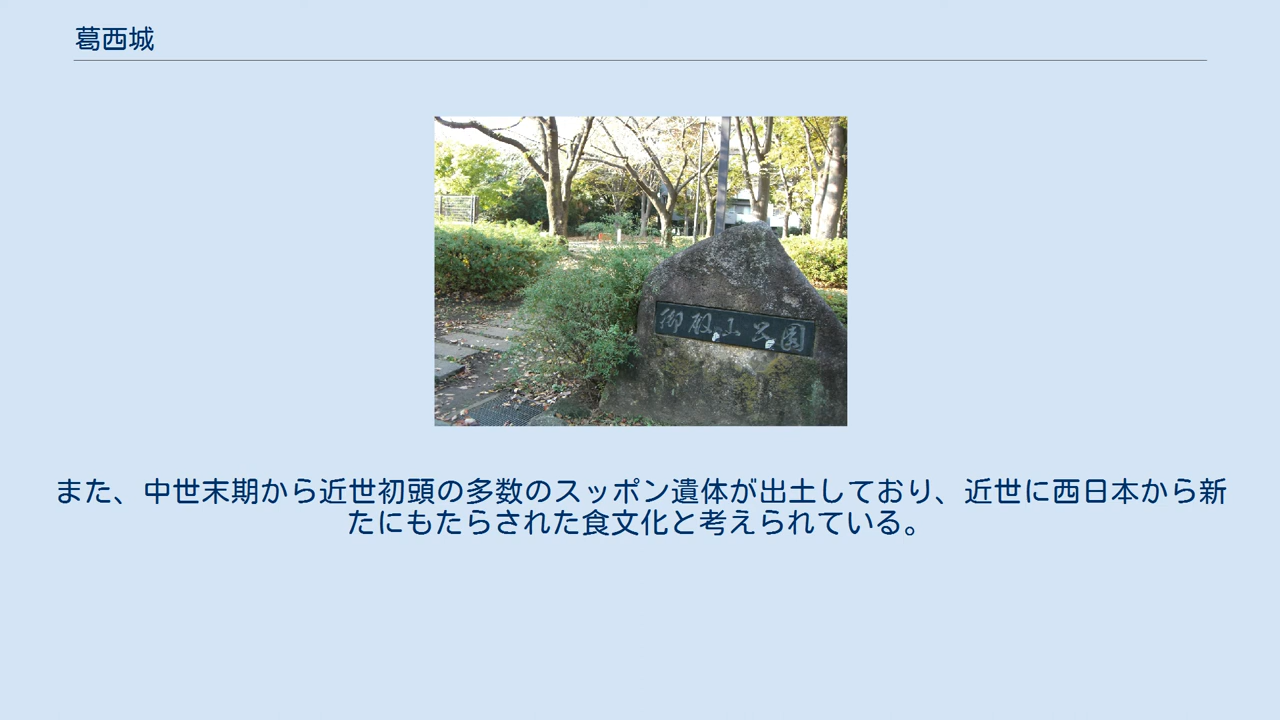 葛西城
御殿山公園
また、中世末期から近世初頭の多数のスッポン遺体が出土しており、近世に西日本から新
たにもたらされた食文化と考えられている。